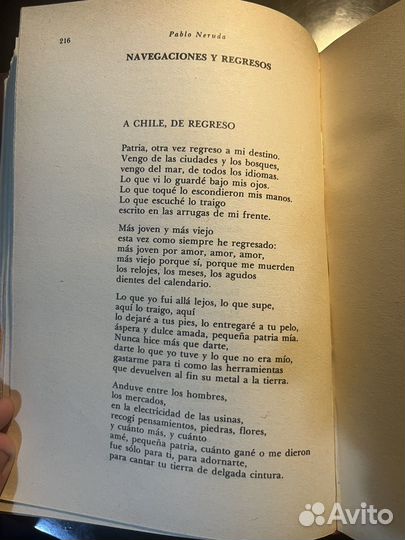 216
Pablo Neruda
NAVEGACIONES Y REGRESOS
A CHILE, DE REGRESO
Patria, otra vez regreso a mi destino.
Vengo de las ciudades y los bosques,
vengo del mar, de todos los idiomas.
Lo que vi lo guardé bajo mis ojos.
Lo que toqué lo escondieron mis manos.
Lo que escuché lo traigo
escrito en las arrugas de mi frente.
Más joven y más viejo
esta vez como siempre he regresado:
más joven por amor, amor, amor,
más viejo porque sí, porque me muerden
los relojes, los meses, los agudos
dientes del calendario.
Lo que yo fui allá lejos, lo que supe,
aquí lo traigo, aquí
lo dejaré a tus pies, lo entregaré a tu pelo,
áspera y dulce amada, pequeña patria mía.
Nunca hice más que darte,
darte lo que yo tuve y lo que no era mío,
gastarme para ti como las herramientas
que devuelven al fin su metal a la tierra.
Anduve entre los hombres,
los mercados,
en la electricidad de las usinas,
recogí pensamientos, piedras, flores,
y cuánto más, y cuánto
amé, pequeña patria, cuánto gané o me dieron
fue sólo para ti, para adornarte,
para cantar tu tierra de delgada cintura.
Avito